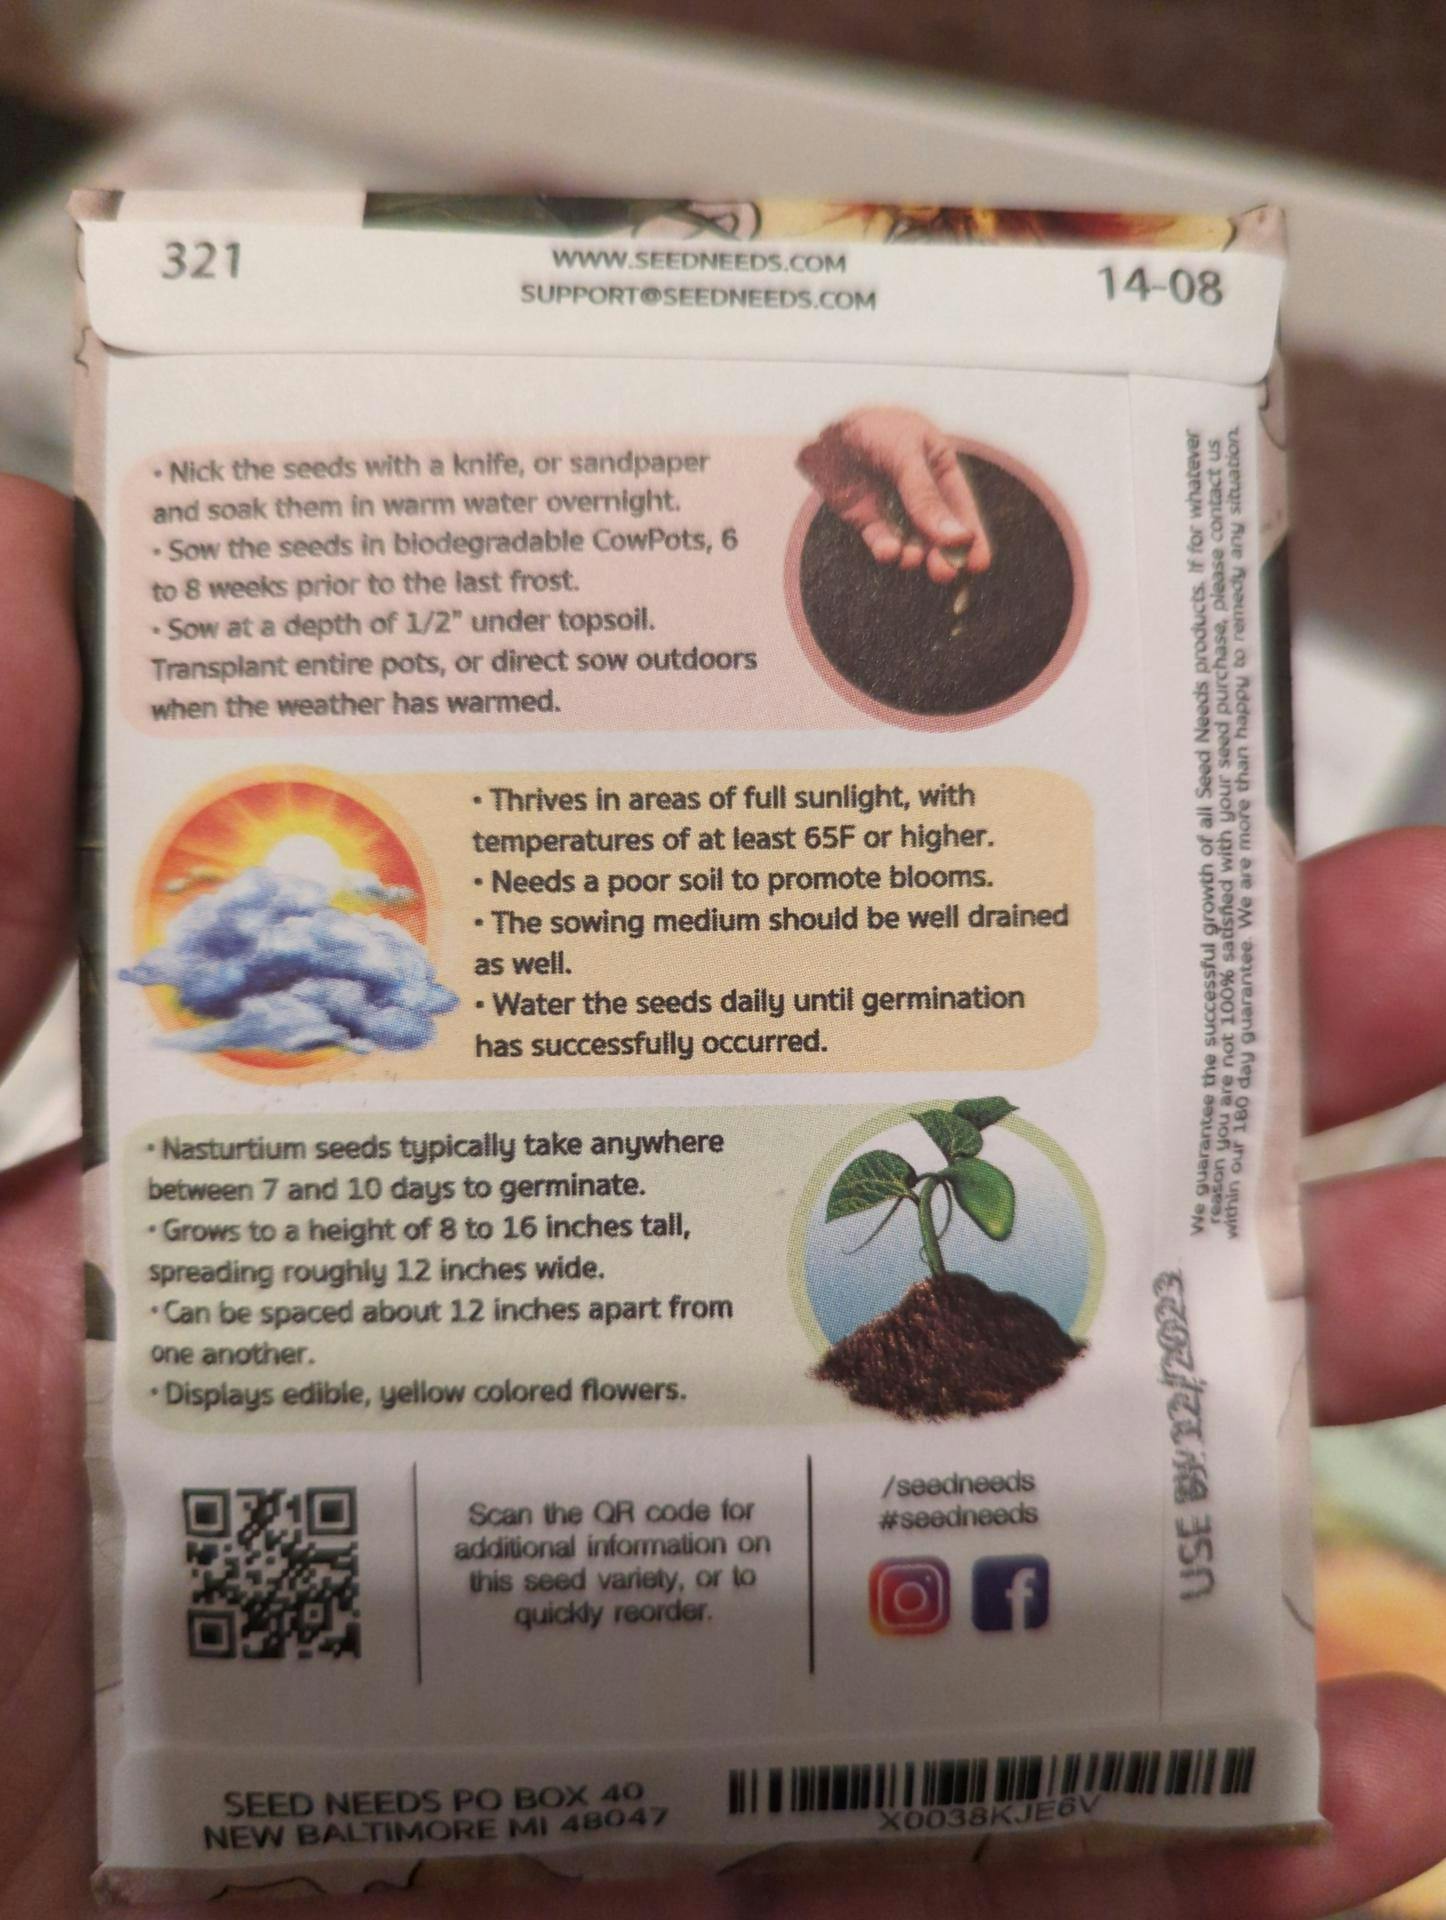 321
WWW.SEEDNEEDS.COM
SUPPORT@SEEDNEEDS.COM
14-08
• Nick the seeds with a knife, or sandpaper
and soak them in warm water overnight.
• Sow the seeds in biodegradable CowPots, 6
to 8 weeks prior to the last frost.
• Sow at a depth of 1/2" under topsoil.
Transplant entire pots, or direct sow outdoors
when the weather has warmed.
• Thrives in areas of full sunlight, with
temperatures of at least 65F or higher.
• Needs a poor soil to promote blooms.
• The sowing medium should be well drained
as well.
• Water the seeds daily until germination
has successfully occurred.
• Nasturtium seeds typically take anywhere
between 7 and 10 days to germinate.
• Grows to a height of 8 to 16 inches tall,
spreading roughly 12 inches wide.
• Can be spaced about 12 inches apart from
one another.
• Displays edible, yellow colored flowers.
We guarantee the successful growth of all Seed Needs products. If for whatever
reason you are not 100% satisfied with your seed purchase, please contact us
within our 180 day guarantee. We are more than happy to remedy any situation.
USE BY: 12/2023
Scan the QR code for
additional information on
this seed variety, or to
quickly reorder.
/seedneeds
#seedneeds
SEED NEEDS PO BOX 40
NEW BALTIMORE MI 48047
X0038KJE6V